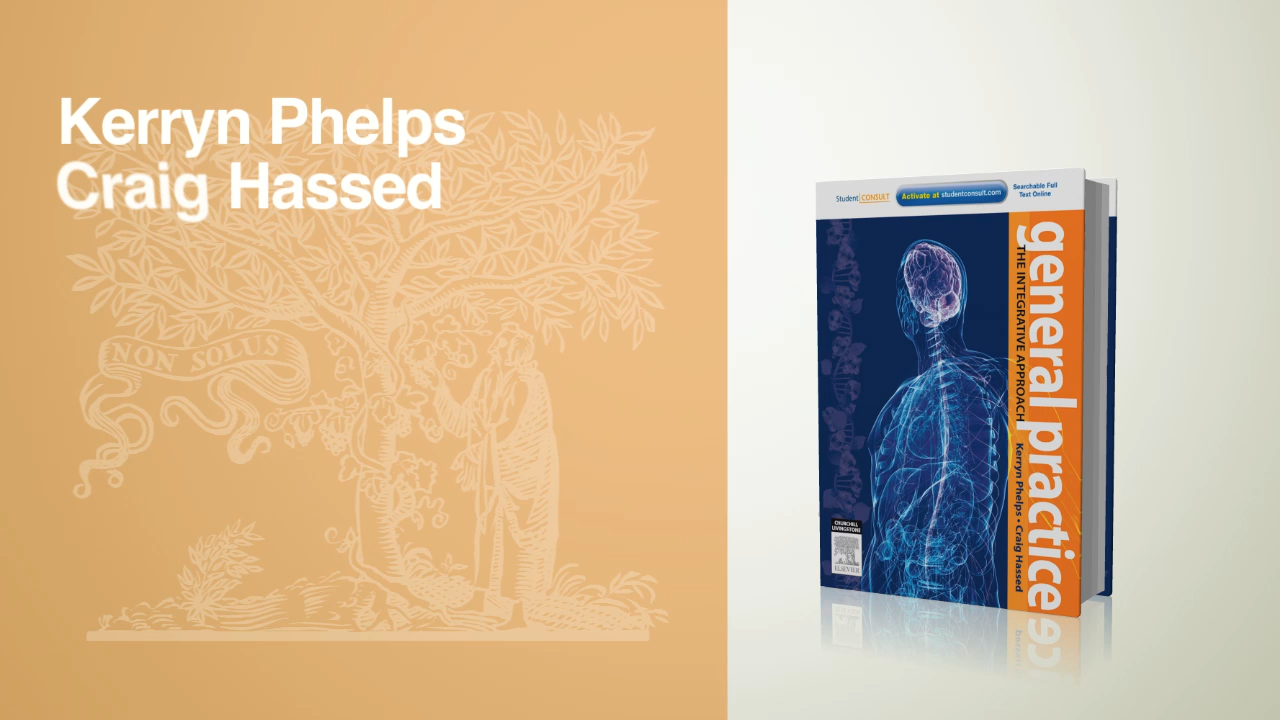 Kerryn Phelps
Craig Hassed
NON SOLUS
Student CONSULT
Activate at studentconsult.com
Searchable Full
Text Online
general practice
THE INTEGRATIVE APPROACH
Kerryn Phelps • Craig Hassed
CHURCHILL
LIVINGSTONE
ELSEVIER